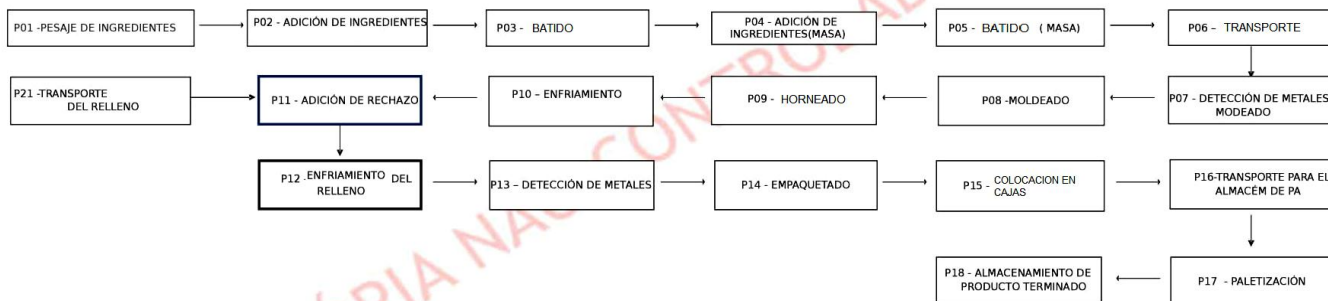 P01 -PESAJE DE INGREDIENTES
P02 - ADICIÓN DE INGREDIENTES
P03 - BATIDO
P04 – ADICIÓN DE
INGREDIENTES(MASA)
P05 - BATIDO ( MASA)
P06 – TRANSPORTE
P21 -TRANSPORTE
DEL RELLENO
P11 - ADICIÓN DE RECHAZO
P10 – ENFRIAMIENTO
P09 - HORNEADO
P08 -MOLDEADO
P07 - DETECCIÓN DE METALES
MODEADO
P12 -ENFRIAMIENTO DEL
RELLENO
P13 – DETECCIÓN DE METALES
P14 - EMPAQUETADO
P15 - COLOCACION EN
CAJAS
P16-TRANSPORTE PARA EL
ALMACÉM DE PA
P18 - ALMACENAMIENTO DE
PRODUCTO TERMINADO
P17 - PALETIZACIÓN